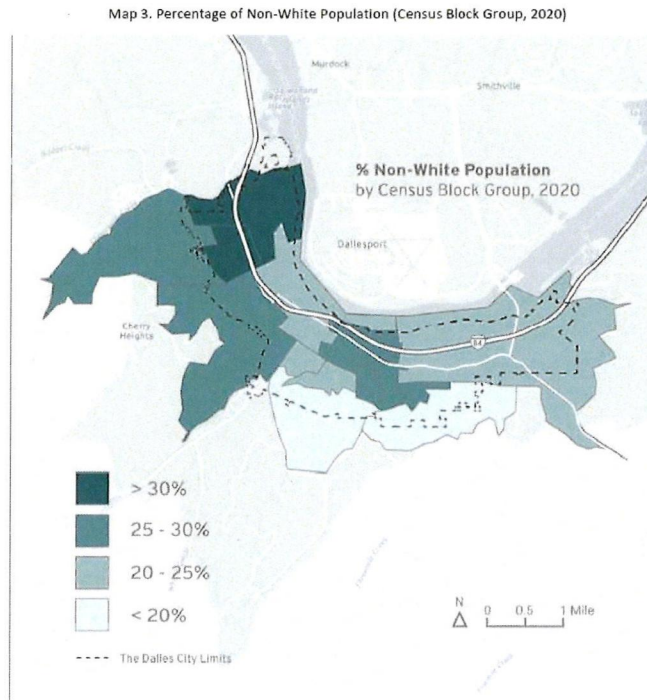 Map 3. Percentage of Non-White Population (Census Block Group, 2020)
Murdock
Smithville
% Non-White Population
by Census Block Group, 2020
Dallesport
Cherry
Heights
84
> 30%
25 - 30%
20 - 25%
< 20%
The Dalles City Limits
N
0 0.5 1 Mile